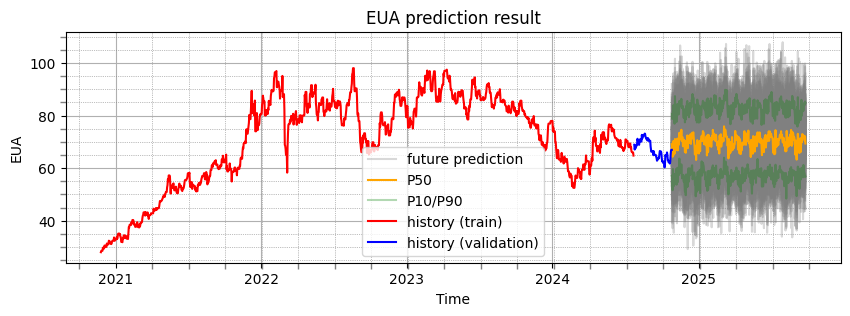 EUA prediction result
EUA
100
80
60
40
future prediction
P50
P10/P90
history (train)
history (validation)
2021
2022
2023
2024
2025
Time